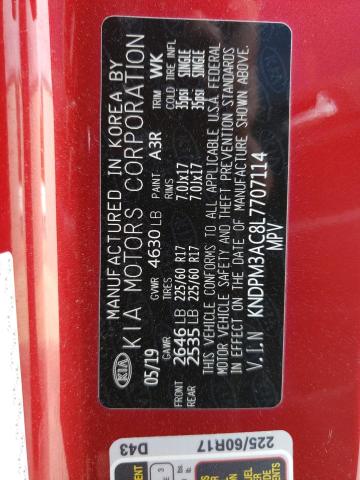 MANUFACTURED IN KOREA BY
KIA MOTORS CORPORATION
KIA
05/19 GVWR 4630 LB PAINT A3R TRIM WK
GAWR TIRES RIMS COLD TIRE INFL
FRONT 2646 LB 225/60 R17 7.0JX17 35psi SINGLE
REAR 2535 LB 225/60 R17 7.0JX17 35psi SINGLE
THIS VEHICLE CONFORMS TO ALL APPLICABLE U.S.A. FEDERAL
MOTOR VEHICLE SAFETY AND THEFT PREVENTION STANDARDS
IN EFFECT ON THE DATE OF MANUFACTURE SHOWN ABOVE.
V.I.N KNDPM3AC8L7707114
MPV
D43
225/60R17